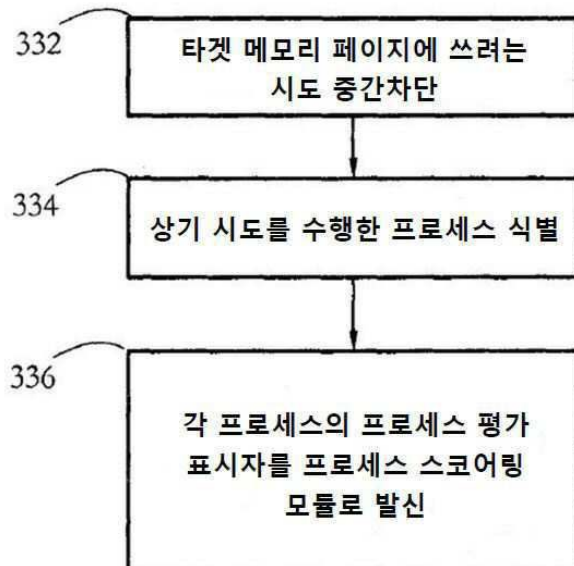 332
타겟 메모리 페이지에 쓰려는
시도 중간차단
334
상기 시도를 수행한 프로세스 식별
336
각 프로세스의 프로세스 평가
표시자를 프로세스 스코어링
모듈로 발신